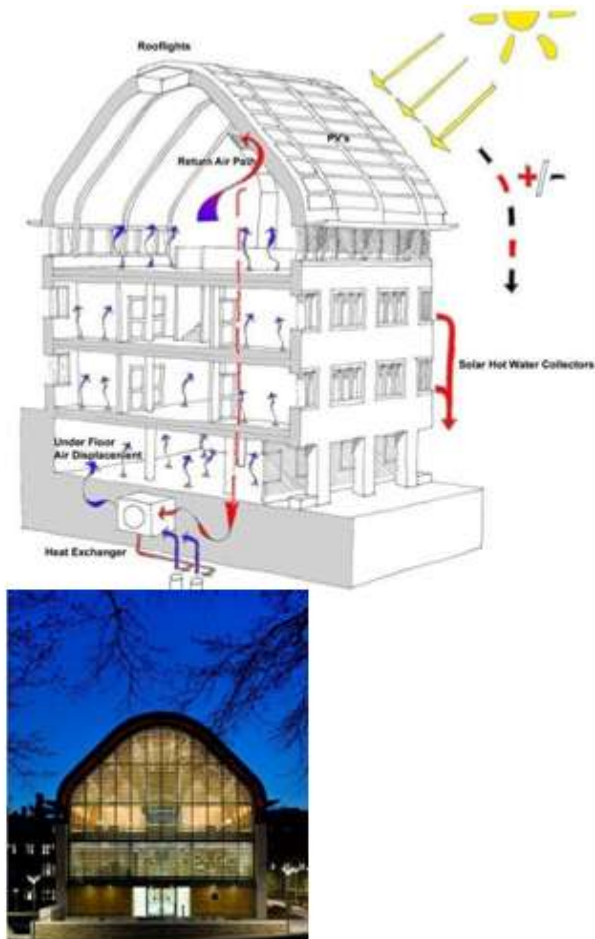 Rooflights
PV's
Return Air Path
+/-
Solar Hot Water Collectors
Under Floor
Air Displacement
Heat Exchanger